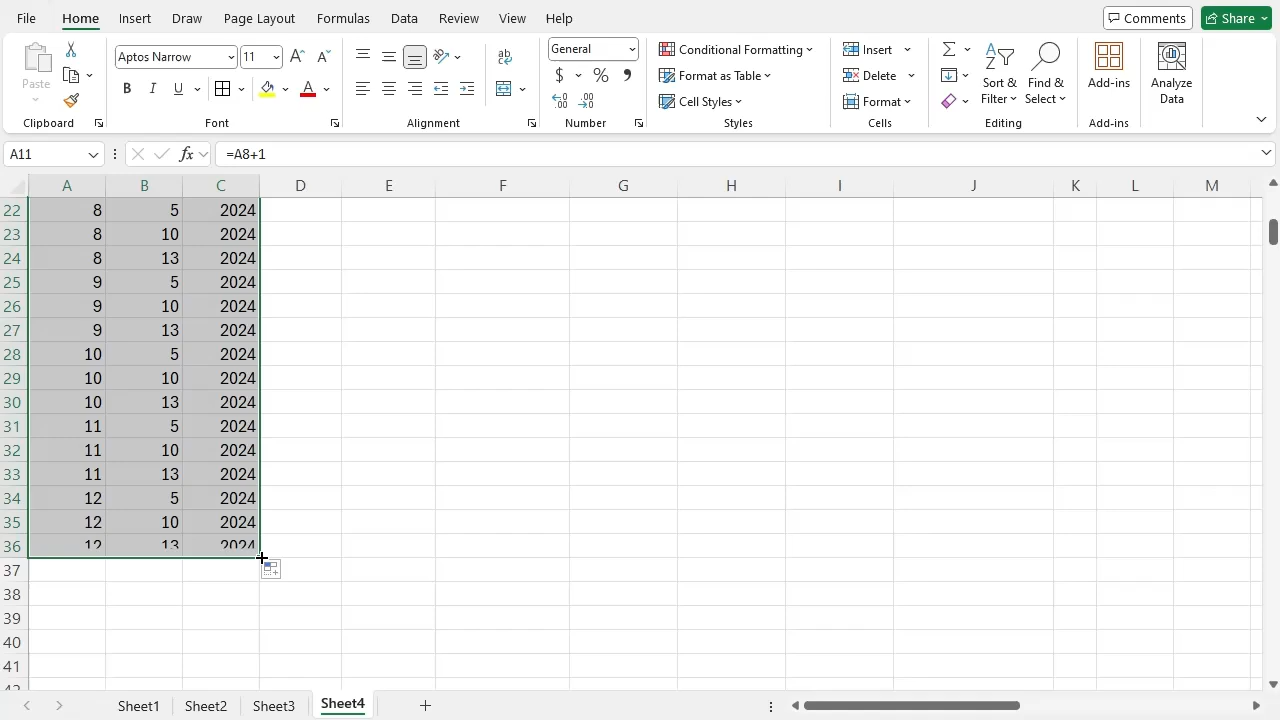 File Home Insert Draw Page Layout Formulas Data Review View Help Comments Share
Aptos Narrow 11 General Conditional Formatting Insert
Paste $ % Format as Table Delete Sort & Find & Add-ins Analyze
B I U A Cell Styles Format Filter Select Data
Clipboard Font Alignment Number Styles Cells Editing Add-ins
A11 fx =A8+1
A B C D E F G H I J K L M
22 8 5 2024
23 8 10 2024
24 8 13 2024
25 9 5 2024
26 9 10 2024
27 9 13 2024
28 10 5 2024
29 10 10 2024
30 10 13 2024
31 11 5 2024
32 11 10 2024
33 11 13 2024
34 12 5 2024
35 12 10 2024
36 12 13 2024
37
38
39
40
41
42
Sheet1 Sheet2 Sheet3 Sheet4